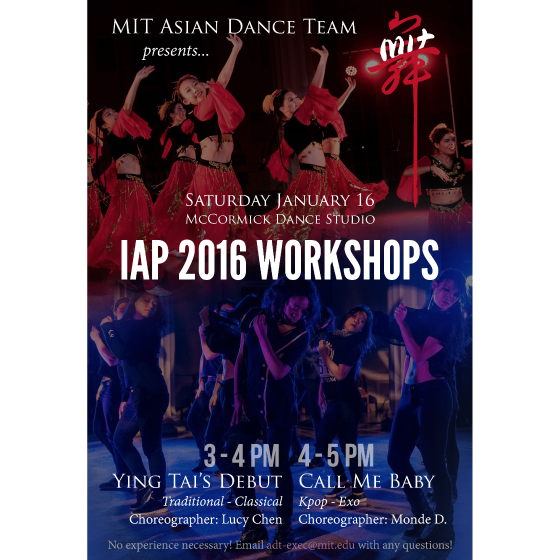 MIT Asian Dance Team
presents...
舞
MIT
Saturday January 16
McCormick Dance Studio
IAP 2016 WORKSHOPS
3 - 4 PM
Ying Tai's Debut
Traditional - Classical
Choreographer: Lucy Chen
4 - 5 PM
Call Me Baby
Kpop - Exo
Choreographer: Monde D.
No experience necessary! Email adt-exec@mit.edu with any questions!